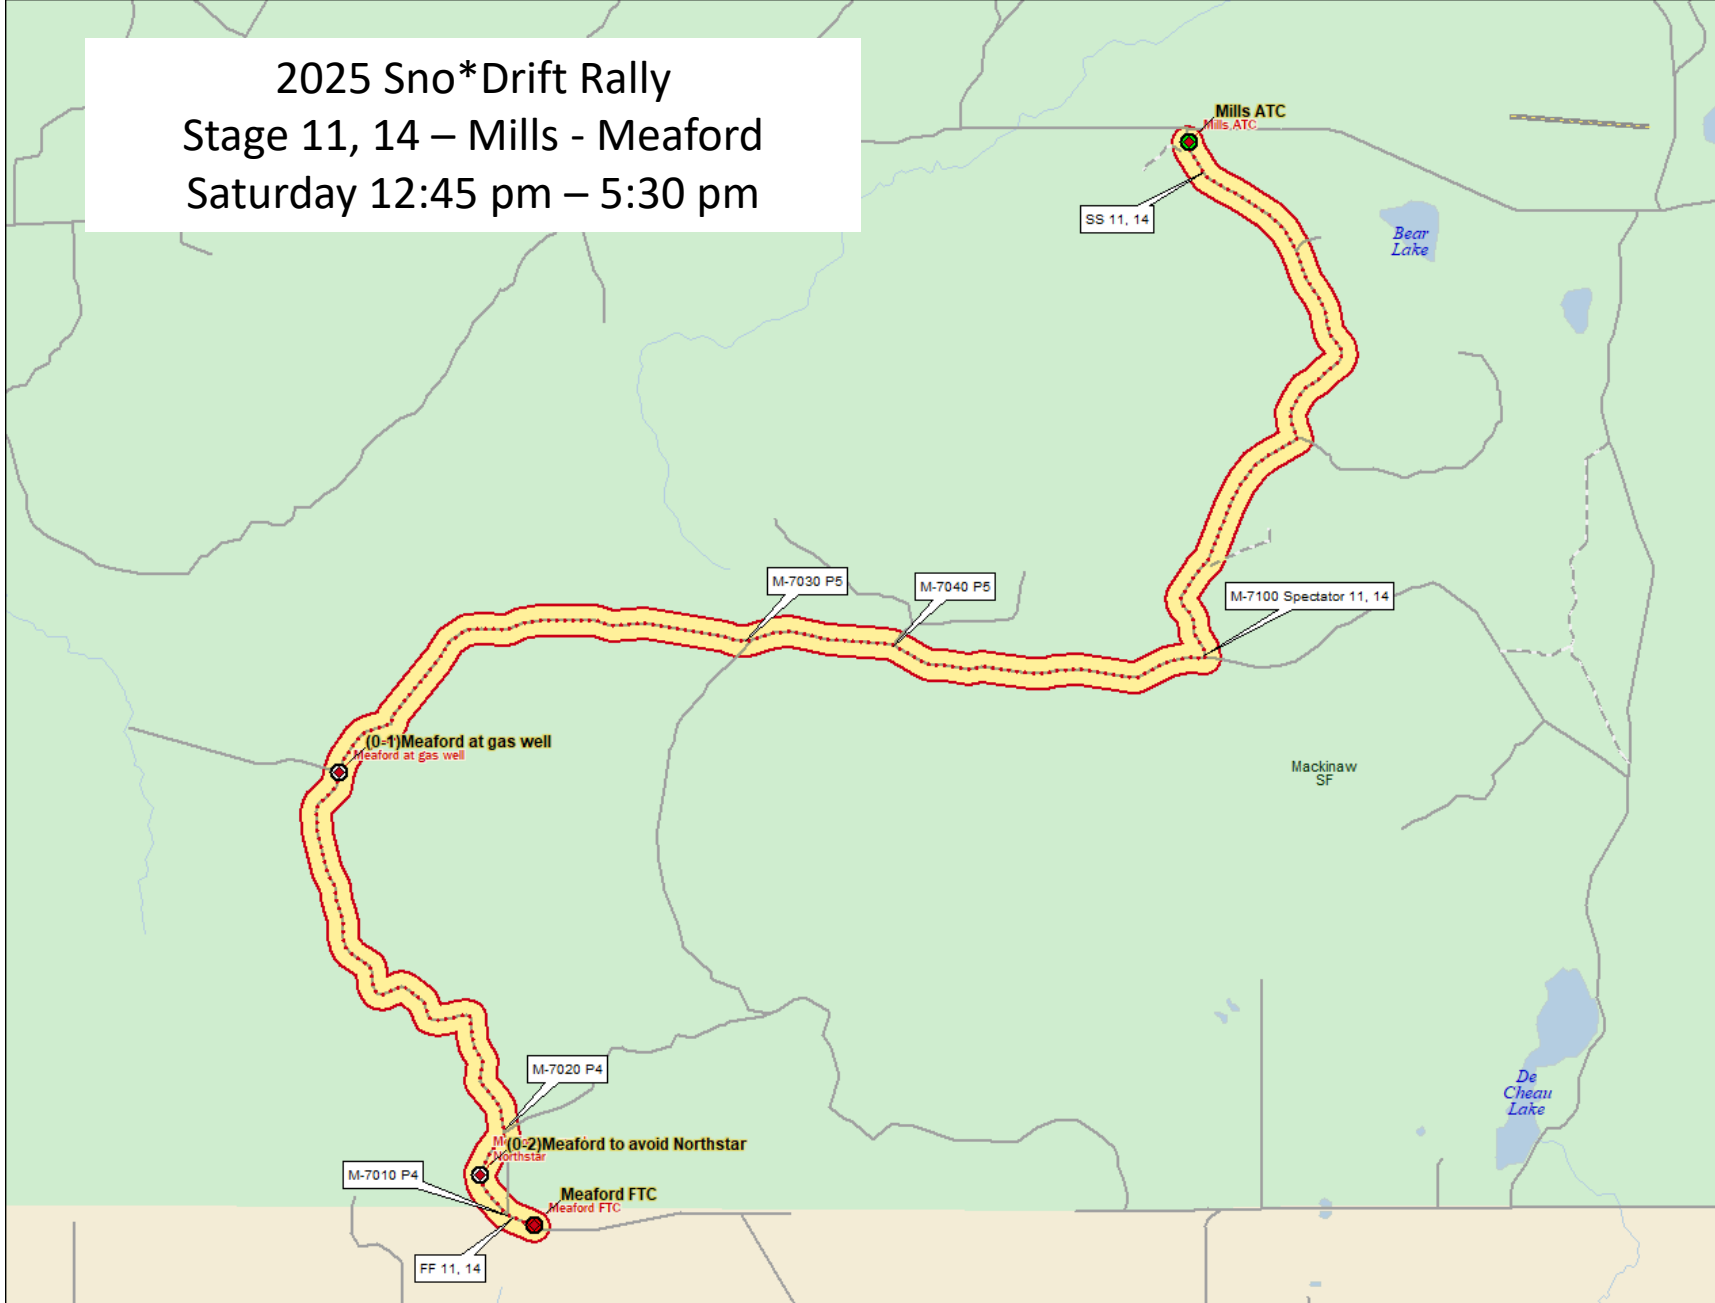 2025 Sno*Drift Rally
Stage 11, 14 – Mills - Meaford
Saturday 12:45 pm – 5:30 pm
Mills ATC
Mills ATC
SS 11, 14
Bear
Lake
M-7030 P5
M-7040 P5
M-7100 Spectator 11, 14
(0-1)Meaford at gas well
Meaford at gas well
Mackinaw
SF
M-7020 P4
De
Cheau
Lake
(0-2)Meaford to avoid Northstar
Northstar
M-7010 P4
Meaford FTC
Meaford FTC
FF 11, 14